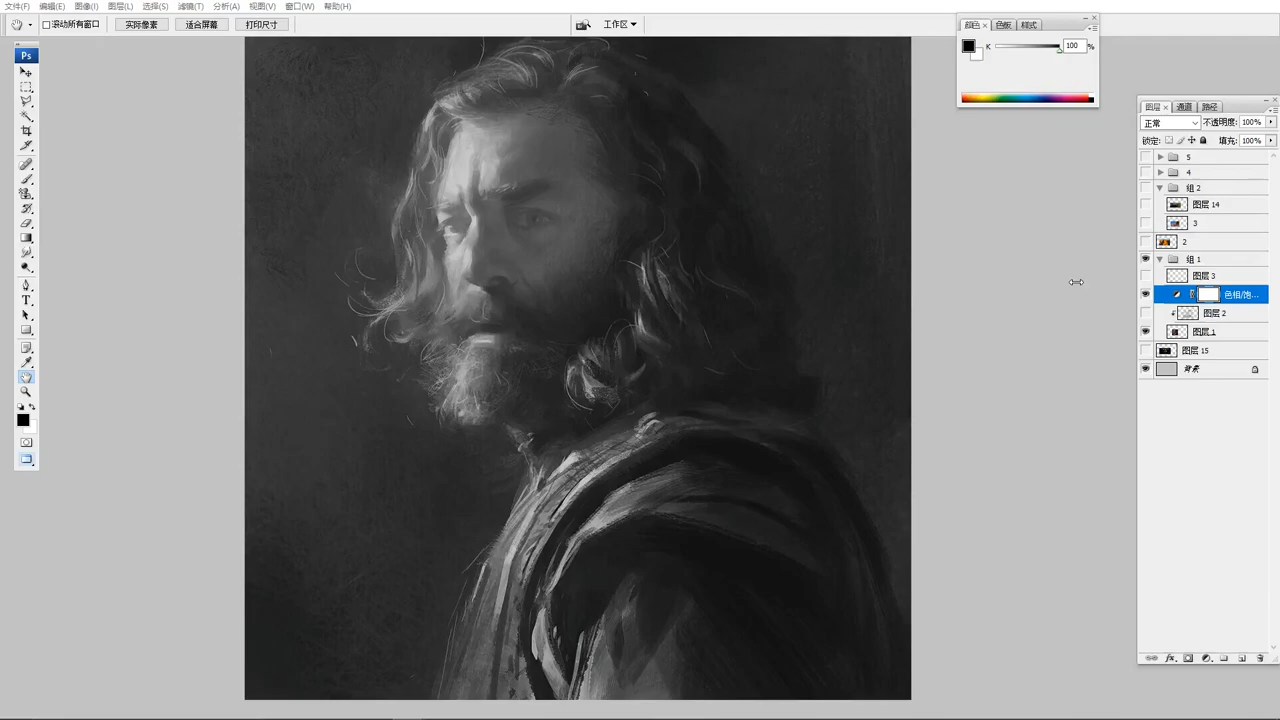 文件(F) 编辑(E) 图像(I) 图层(L) 选择(S) 滤镜(T) 分析(A) 视图(V) 窗口(W) 帮助(H)
滚动所有窗口 实际像素 适合屏幕 打印尺寸 工作区▼
Ps
颜色 × 色板 样式
K 100 %
图层 × 通道 路径
正常 不透明度: 100%
锁定: 填充: 100%
5
4
组 2
图层 14
3
2
组 1
图层 3
色相/饱...
图层 2
图层 1
图层 15
背景
fx